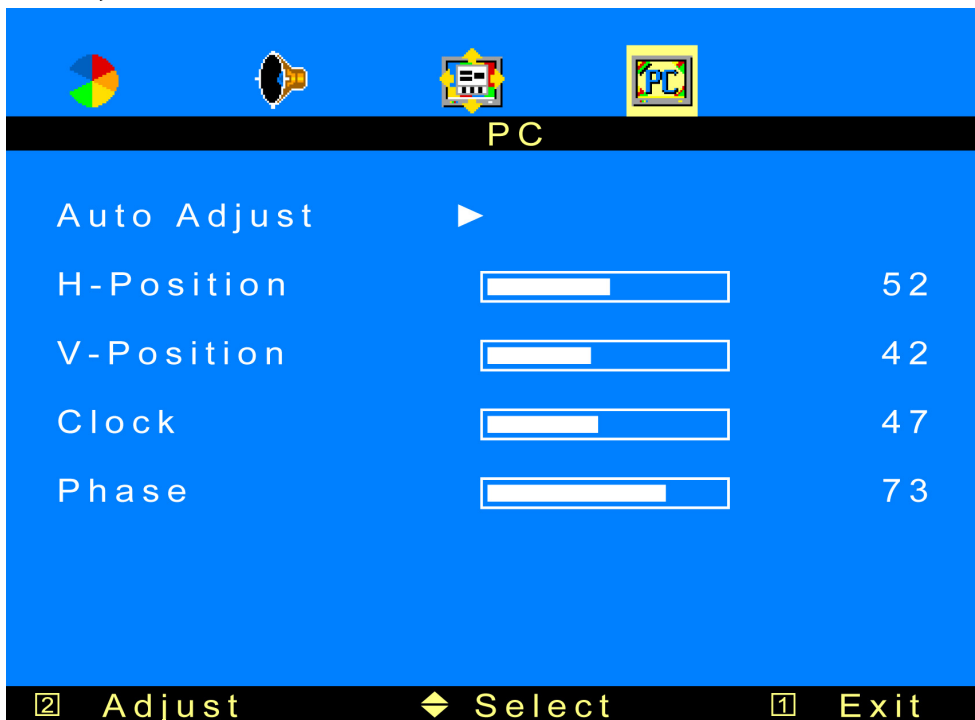 PC
PC
Auto Adjust
H-Position 52
V-Position 42
Clock 47
Phase 73
2 Adjust Select 1 Exit